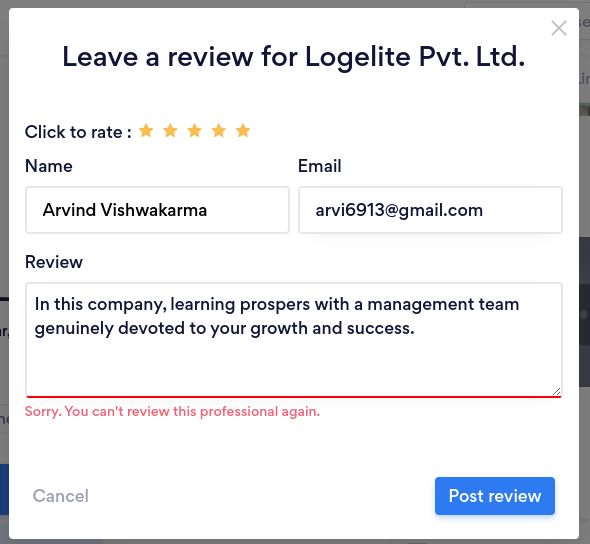 Leave a review for Logelite Pvt. Ltd.
Click to rate :
Name
Email
Arvind Vishwakarma
arvi6913@gmail.com
Review
In this company, learning prospers with a management team
genuinely devoted to your growth and success.
Sorry. You can't review this professional again.
Cancel
Post review